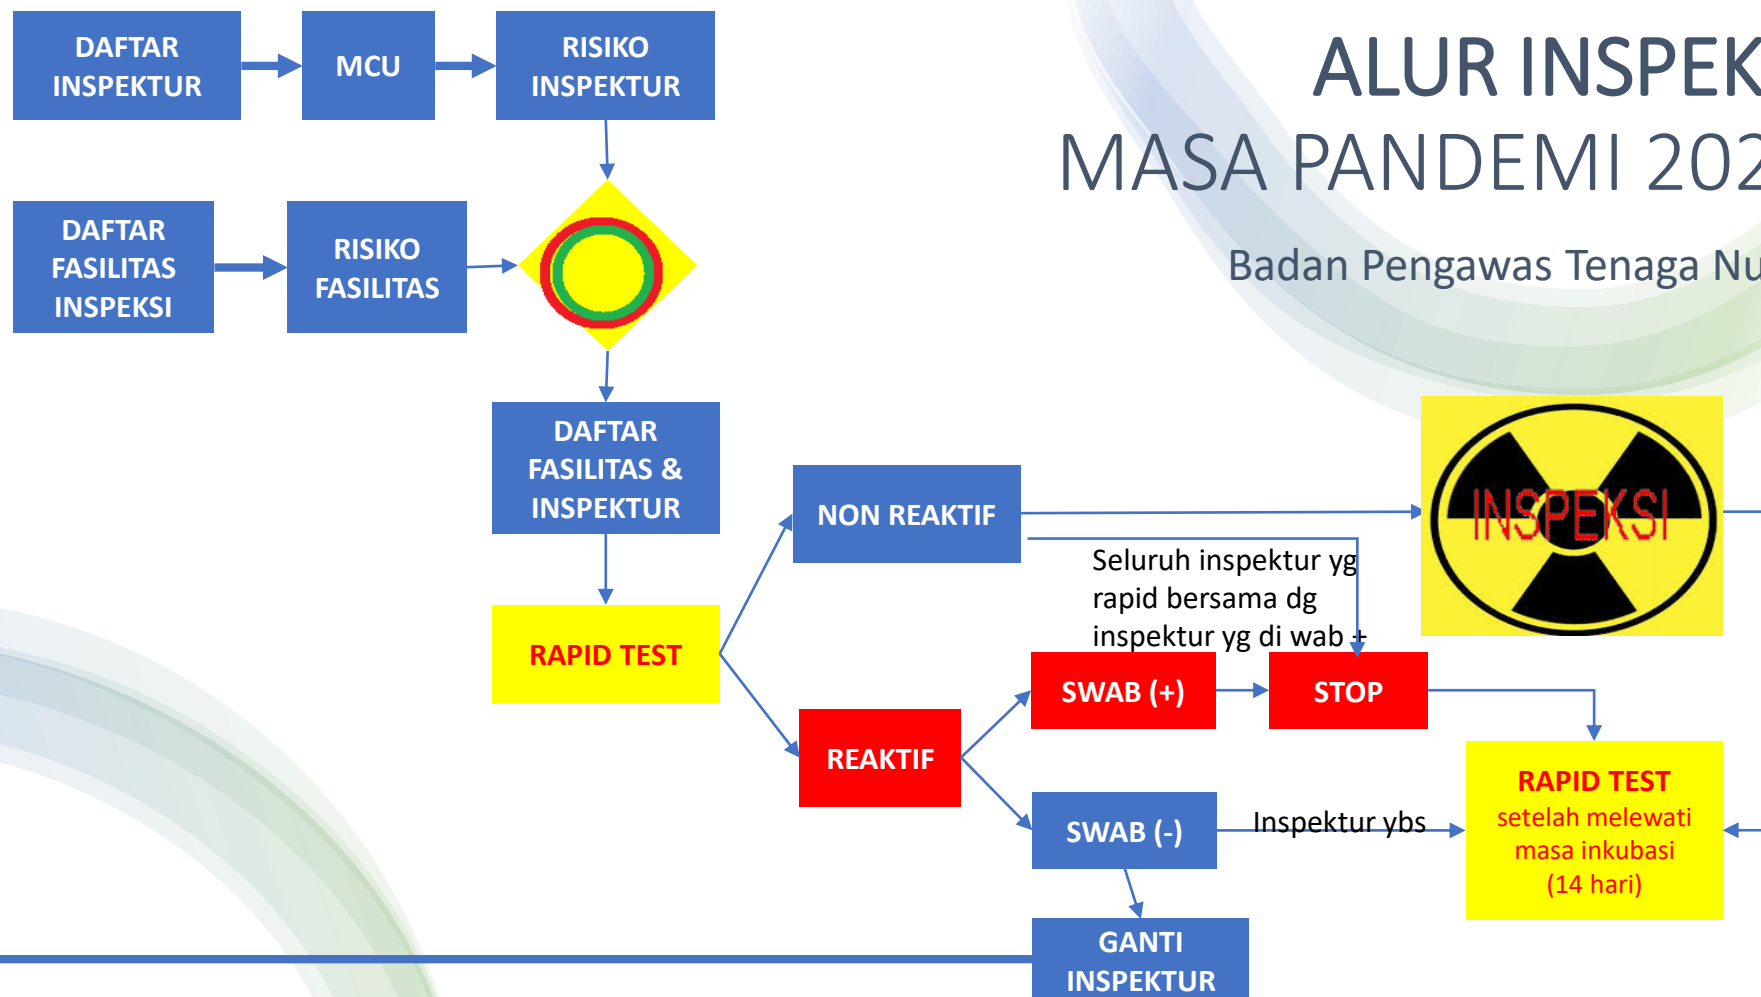 ALUR INSPEK
MASA PANDEMI 202
Badan Pengawas Tenaga Nu
DAFTAR
INSPEKTUR
MCU
RISIKO
INSPEKTUR
DAFTAR
FASILITAS
INSPEKSI
RISIKO
FASILITAS
DAFTAR
FASILITAS &
INSPEKTUR
RAPID TEST
NON REAKTIF
INSPEKSI
Seluruh inspektur yg
rapid bersama dg
inspektur yg di wab +
REAKTIF
SWAB (+)
STOP
SWAB (-)
Inspektur ybs
RAPID TEST
setelah melewati
masa inkubasi
(14 hari)
GANTI
INSPEKTUR